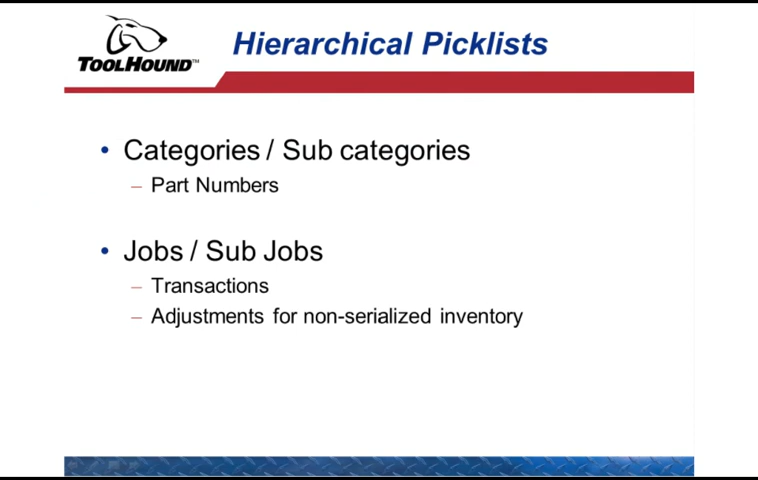 Hierarchical Picklists
TOOLHOUND™
• Categories / Sub categories
– Part Numbers
• Jobs / Sub Jobs
– Transactions
– Adjustments for non-serialized inventory